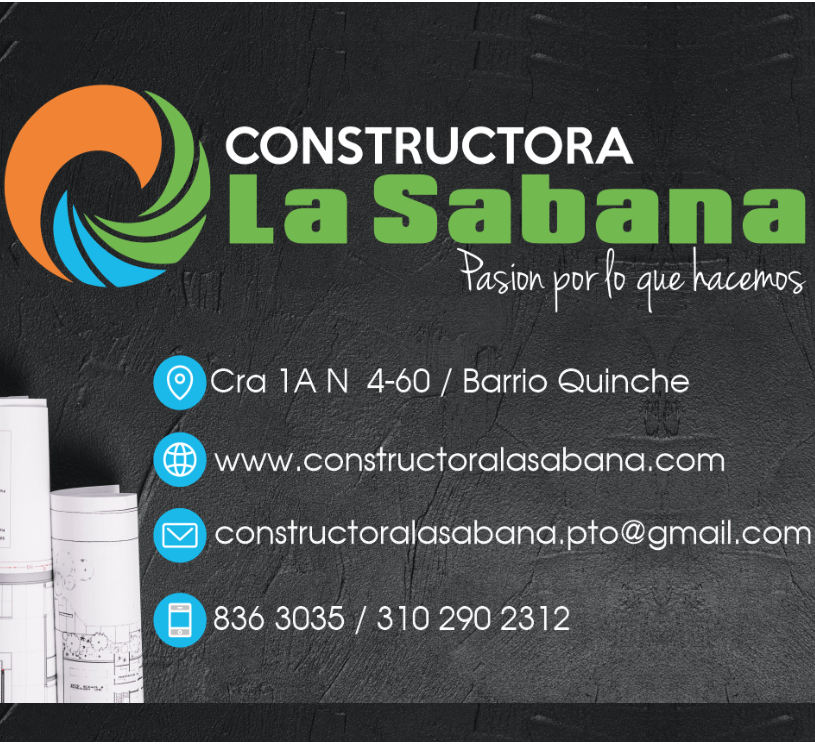 CONSTRUCTORA
La Sabana
Pasion por lo que hacemos
Cra 1A N 4-60 / Barrio Quinche
www.constructoralasabana.com
constructoralasabana.pto@gmail.com
836 3035 / 310 290 2312